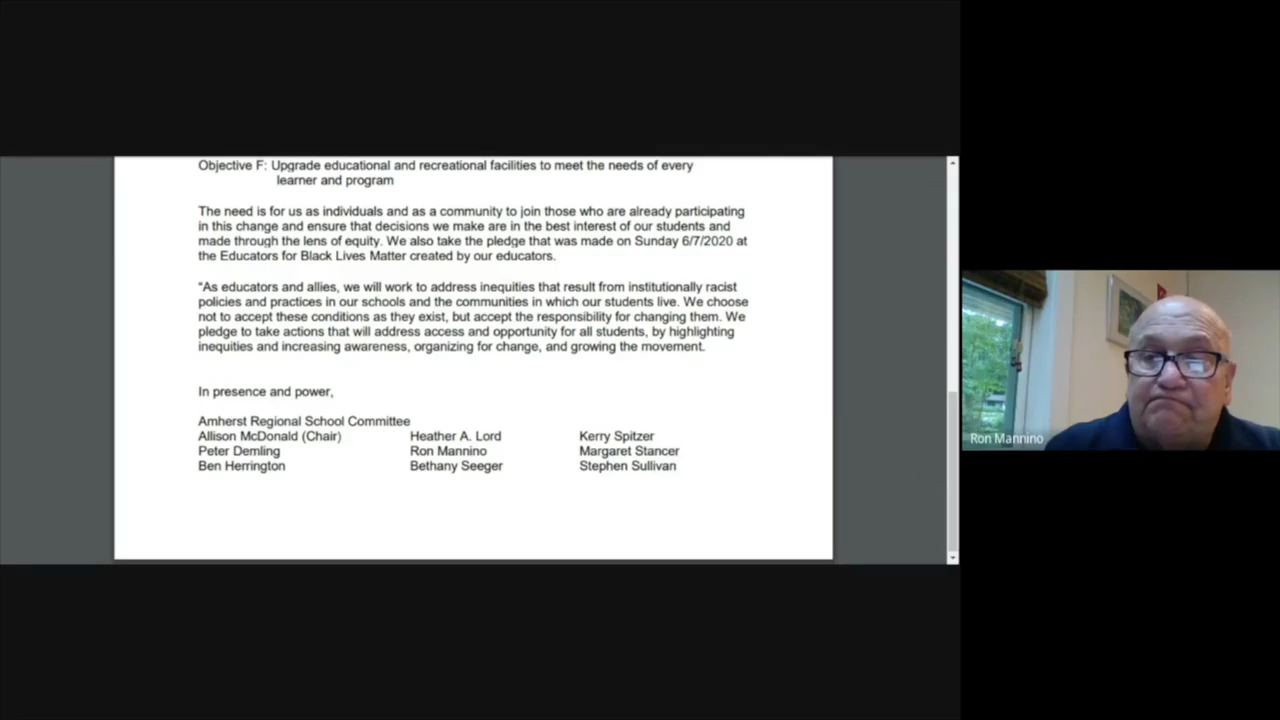 Objective F: Upgrade educational and recreational facilities to meet the needs of every
learner and program
The need is for us as individuals and as a community to join those who are already participating
in this change and ensure that decisions we make are in the best interest of our students and
made through the lens of equity. We also take the pledge that was made on Sunday 6/7/2020 at
the Educators for Black Lives Matter created by our educators.
“As educators and allies, we will work to address inequities that result from institutionally racist
policies and practices in our schools and the communities in which our students live. We choose
not to accept these conditions as they exist, but accept the responsibility for changing them. We
pledge to take actions that will address access and opportunity for all students, by highlighting
inequities and increasing awareness, organizing for change, and growing the movement.
In presence and power,
Amherst Regional School Committee
Allison McDonald (Chair) Heather A. Lord Kerry Spitzer
Peter Demling Ron Mannino Margaret Stancer
Ben Herrington Bethany Seeger Stephen Sullivan
Ron Mannino